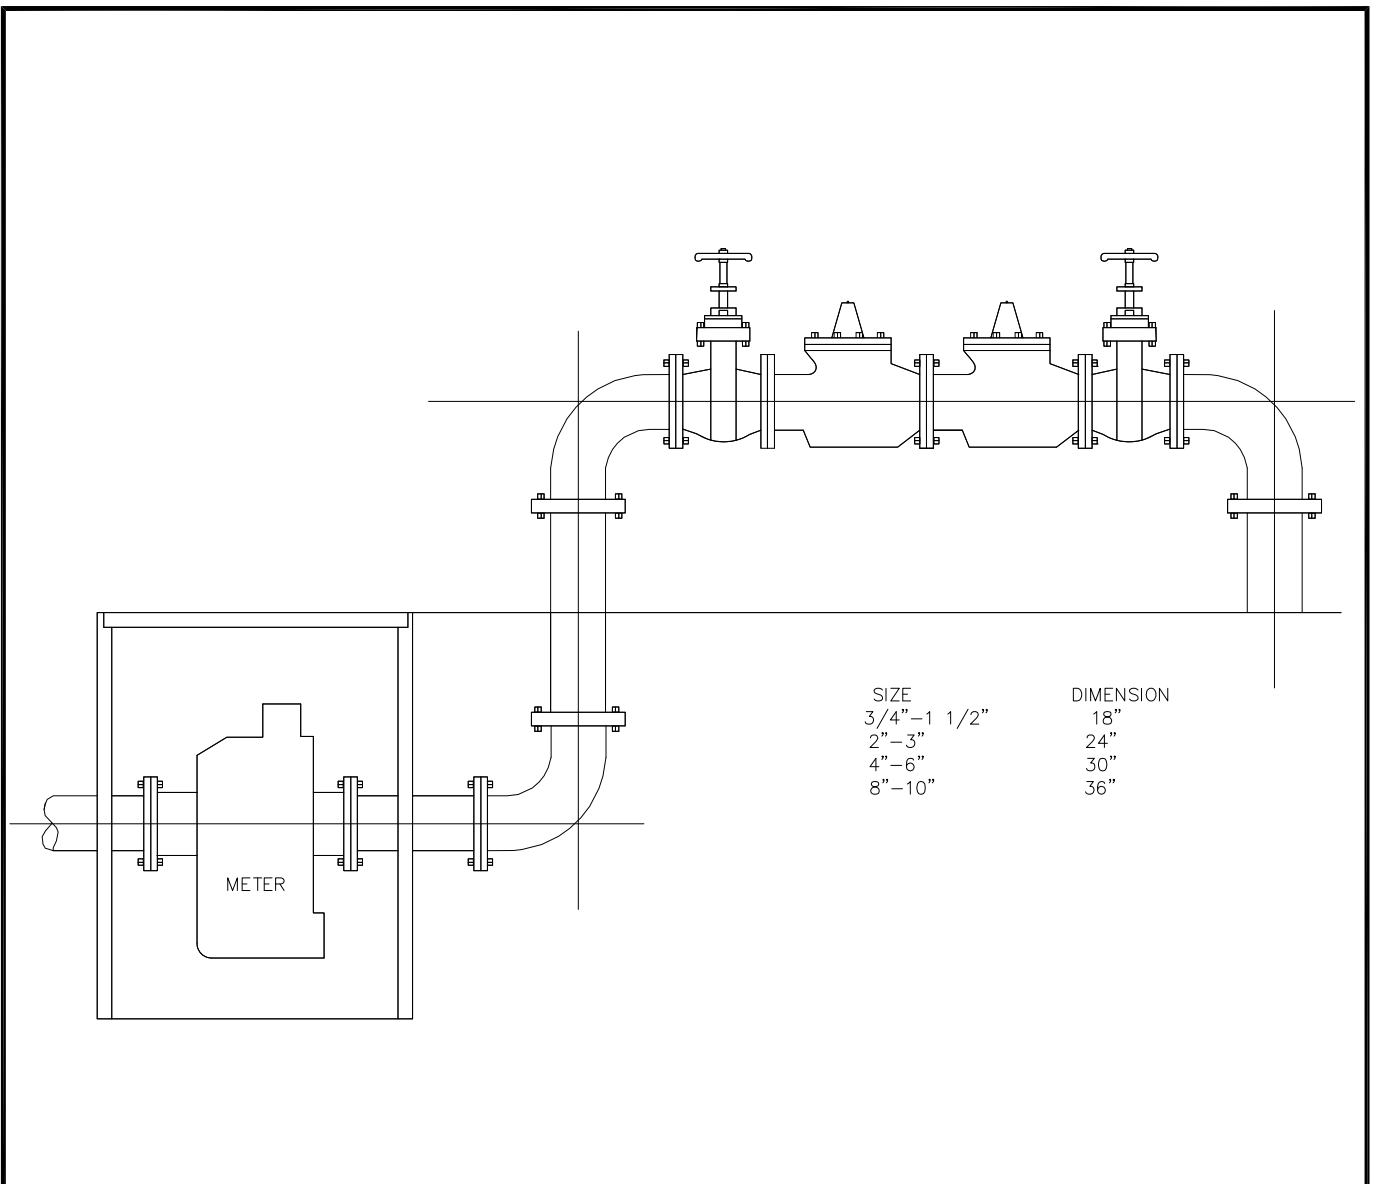 SIZE DIMENSION
3/4"-1 1/2" 18"
2"-3" 24"
4"-6" 30"
8"-10" 36"
METER